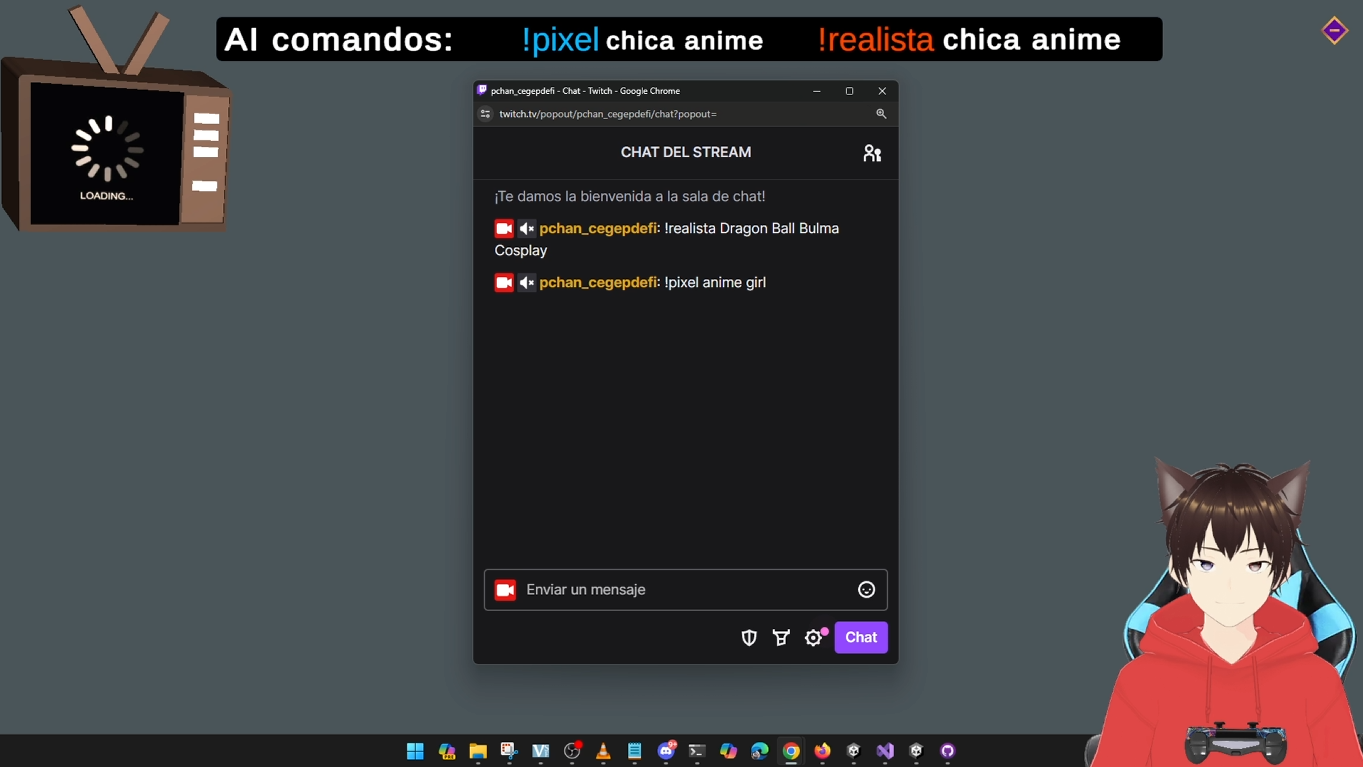 AI comandos: !pixel chica anime !realista chica anime
LOADING...
pchan_cegepdefi - Chat - Twitch - Google Chrome
twitch.tv/popout/pchan_cegepdefi/chat?popout=
CHAT DEL STREAM
¡Te damos la bienvenida a la sala de chat!
pchan_cegepdefi: !realista Dragon Ball Bulma
Cosplay
pchan_cegepdefi: !pixel anime girl
Enviar un mensaje
Chat